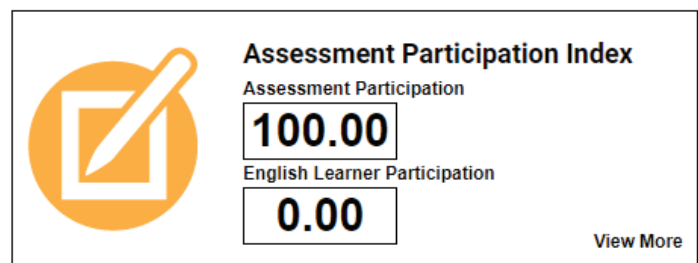 Assessment Participation Index
Assessment Participation
100.00
English Learner Participation
0.00
View More